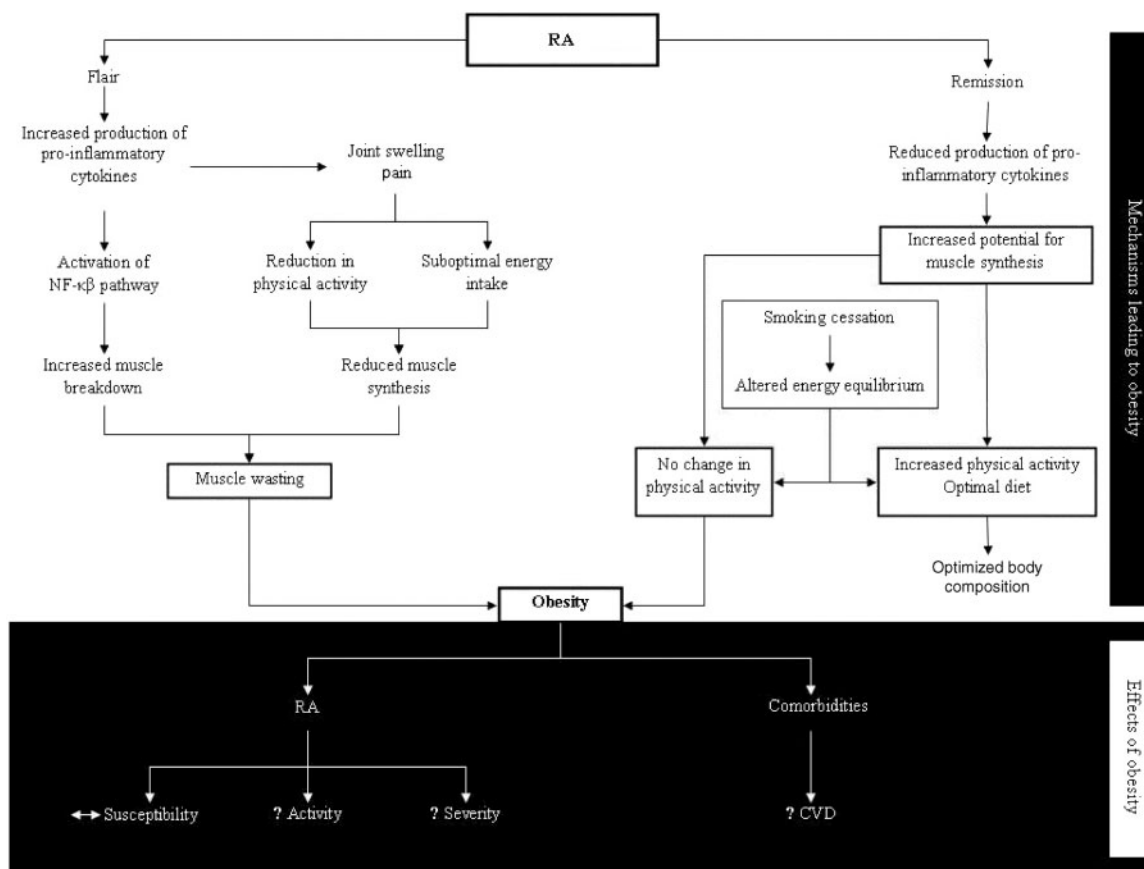 RA
Flair
Remission
Increased production of
pro-inflammatory
cytokines
Joint swelling
pain
Reduced production of pro-
inflammatory cytokines
Activation of
NF-κβ pathway
Reduction in
physical activity
Suboptimal energy
intake
Increased potential for
muscle synthesis
Smoking cessation
Altered energy equilibrium
Increased muscle
breakdown
Reduced muscle
synthesis
Muscle wasting
No change in
physical activity
Increased physical activity
Optimal diet
Optimized body
composition
Obesity
Mechanisms leading to obesity
RA
Comorbidities
↔ Susceptibility
? Activity
? Severity
? CVD
Effects of obesity